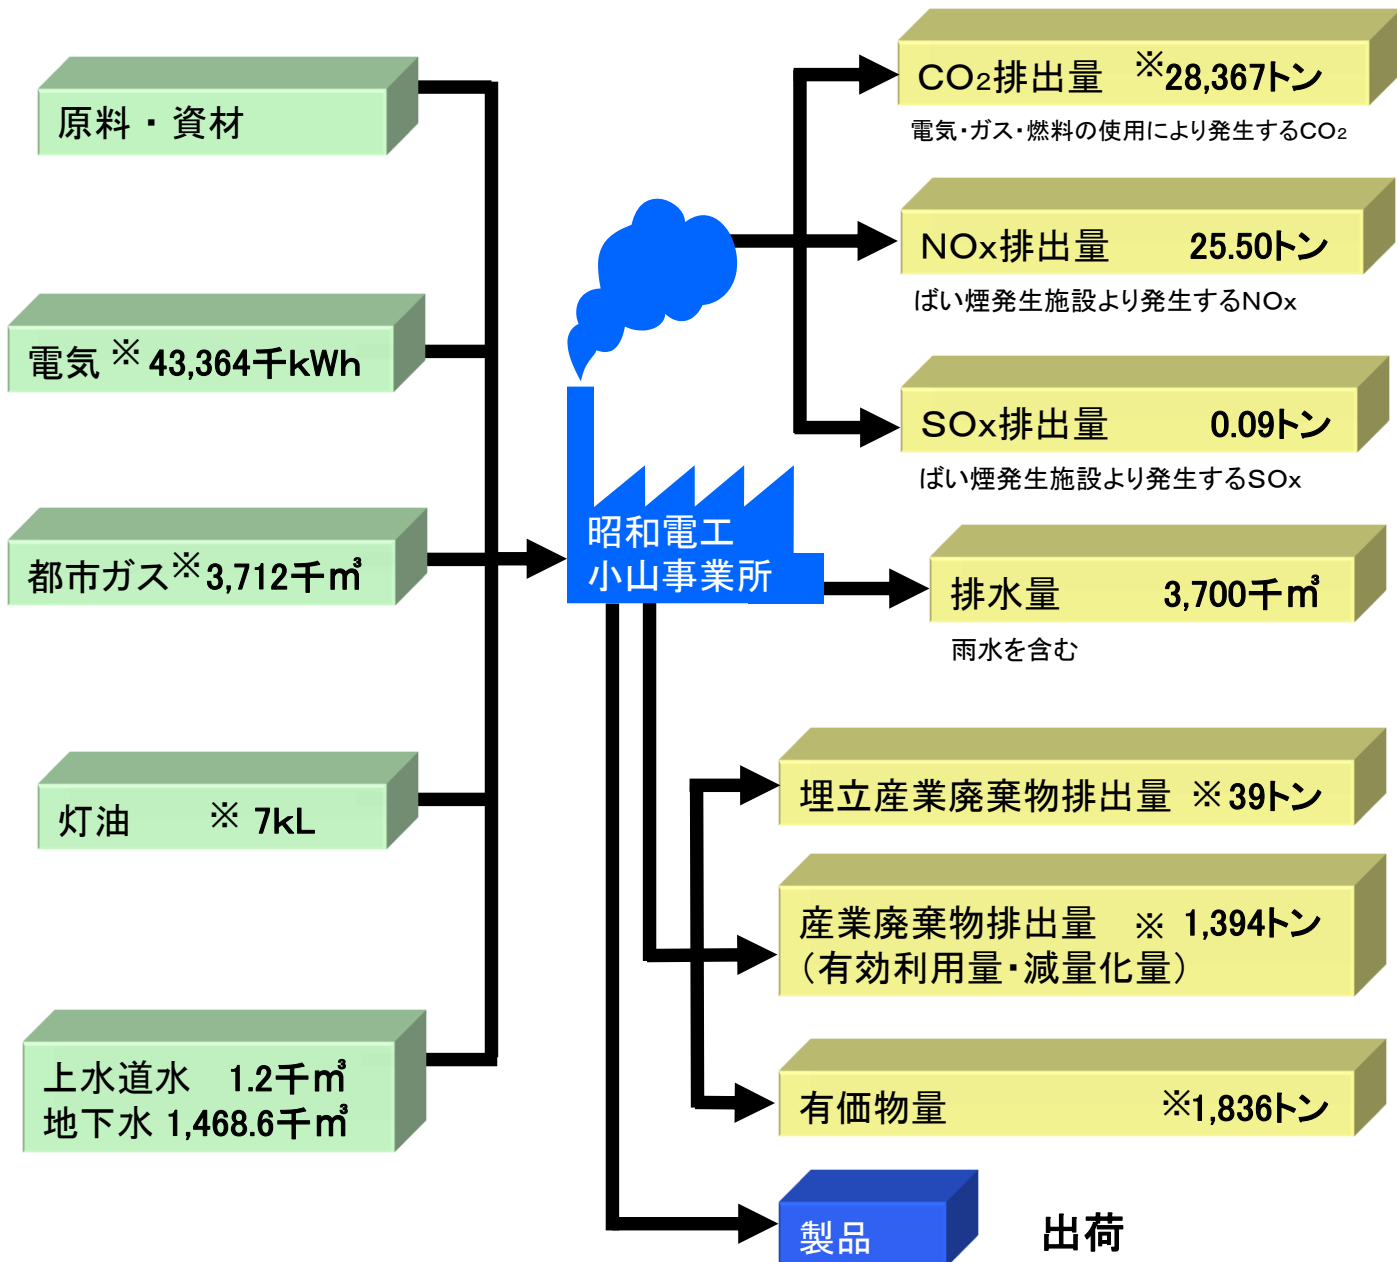 原料・資材
電気 ※ 43,364千kWh
都市ガス※ 3,712千㎥
灯油 ※ 7kL
上水道水 1.2千㎥
地下水 1,468.6千㎥
昭和電工
小山事業所
CO₂排出量 ※28,367トン
電気・ガス・燃料の使用により発生するCO₂
NOx排出量 25.50トン
ばい煙発生施設より発生するNOx
SOx排出量 0.09トン
ばい煙発生施設より発生するSOx
排水量 3,700千㎥
雨水を含む
埋立産業廃棄物排出量 ※ 39トン
産業廃棄物排出量 ※ 1,394トン
（有効利用量・減量化量）
有価物量 ※1,836トン
製品 出荷